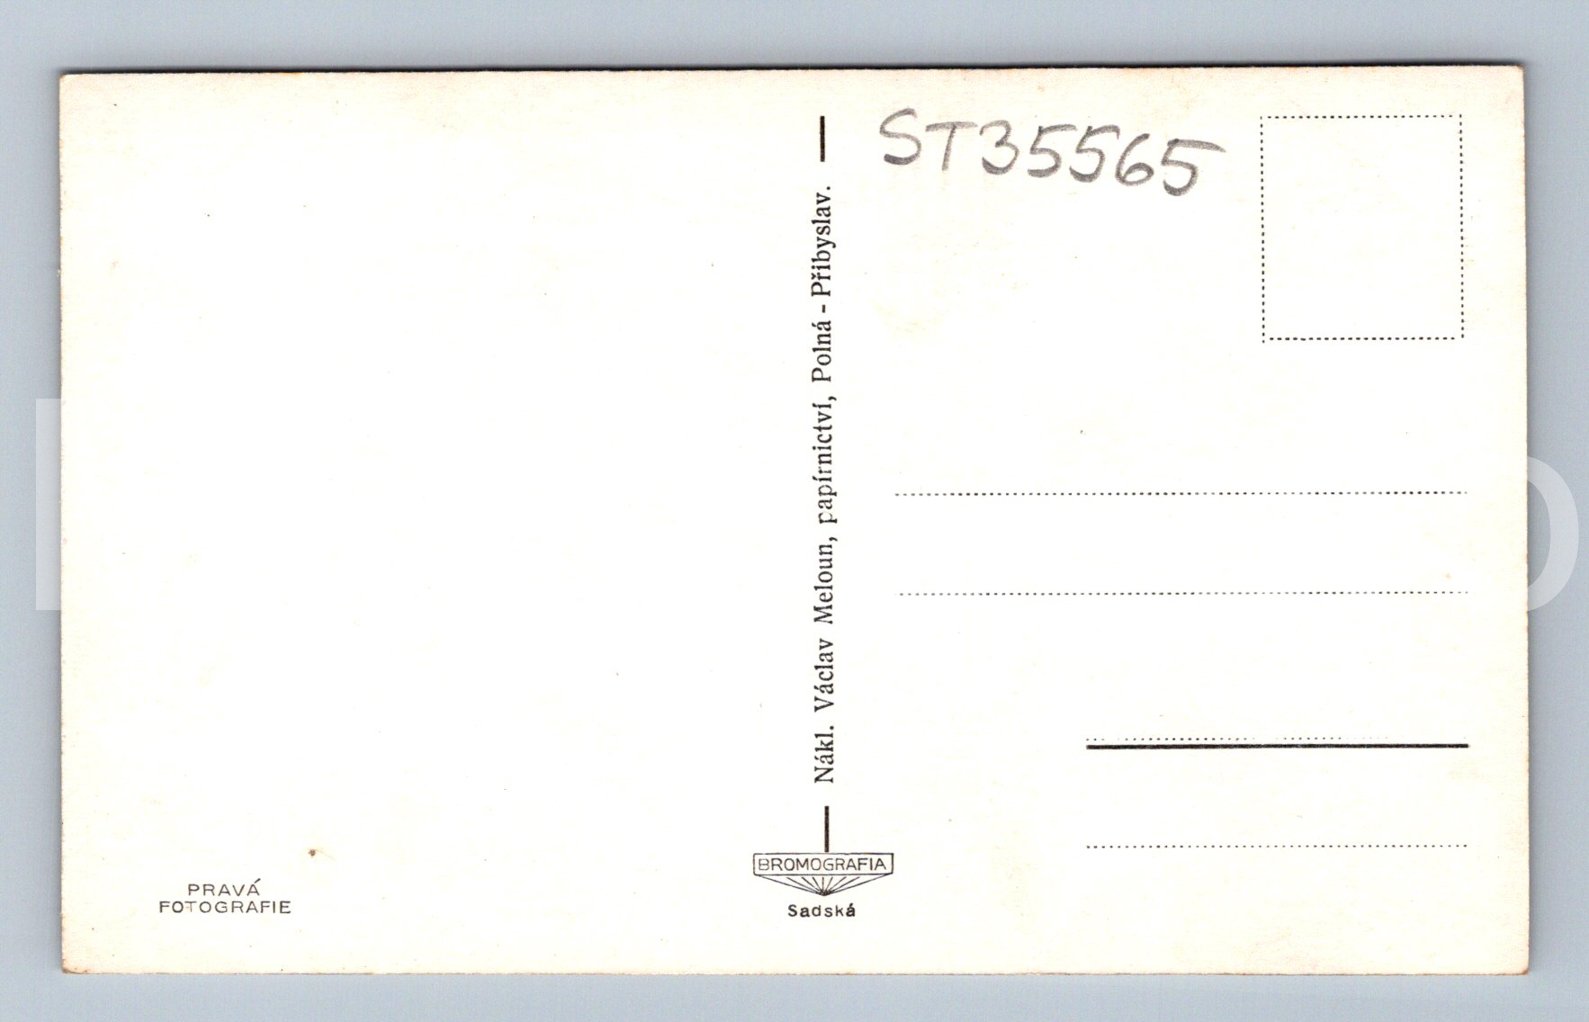 ST35565
Nákl. Václav Meloun, papírnictví, Polná - Přibyslav.
BROMOGRAFIA
Sadská
PRAVÁ
FOTOGRAFIE